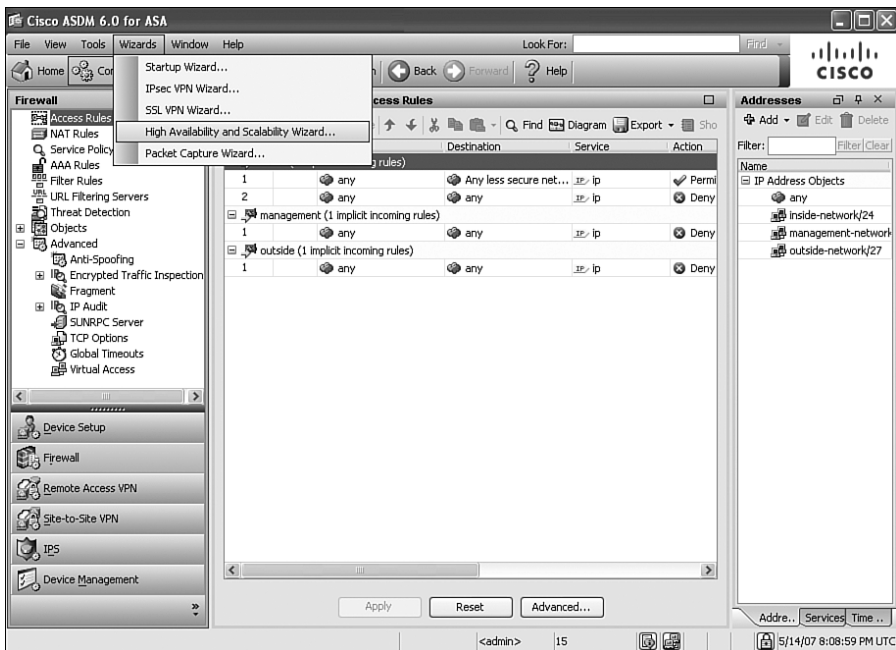 Cisco ASDM 6.0 for ASA
File View Tools Wizards Window Help Look For: Find
Home Back Forward Help
CISCO
Startup Wizard...
IPsec VPN Wizard...
SSL VPN Wizard...
High Availability and Scalability Wizard...
Packet Capture Wizard...
Firewall
Access Rules
NAT Rules
Service Policy
AAA Rules
Filter Rules
URL Filtering Servers
Threat Detection
Objects
Advanced
Anti-Spoofing
Encrypted Traffic Inspection
Fragment
IP Audit
SUNRPC Server
TCP Options
Global Timeouts
Virtual Access
Device Setup
Firewall
Remote Access VPN
Site-to-Site VPN
IPS
Device Management
Rules
Find Diagram Export
Destination Service Action
rules)
1 any Any less secure net... IP ip Permi
2 any any IP ip Deny
management (1 implicit incoming rules)
1 any any IP ip Deny
outside (1 implicit incoming rules)
1 any any IP ip Deny
Apply Reset Advanced...
Addresses
Add Edit Delete
Filter: Filter Clear
Name
IP Address Objects
any
inside-network/24
management-network
outside-network/27
Addre.. Services Time ..
<admin> 15 5/14/07 8:08:59 PM UTC